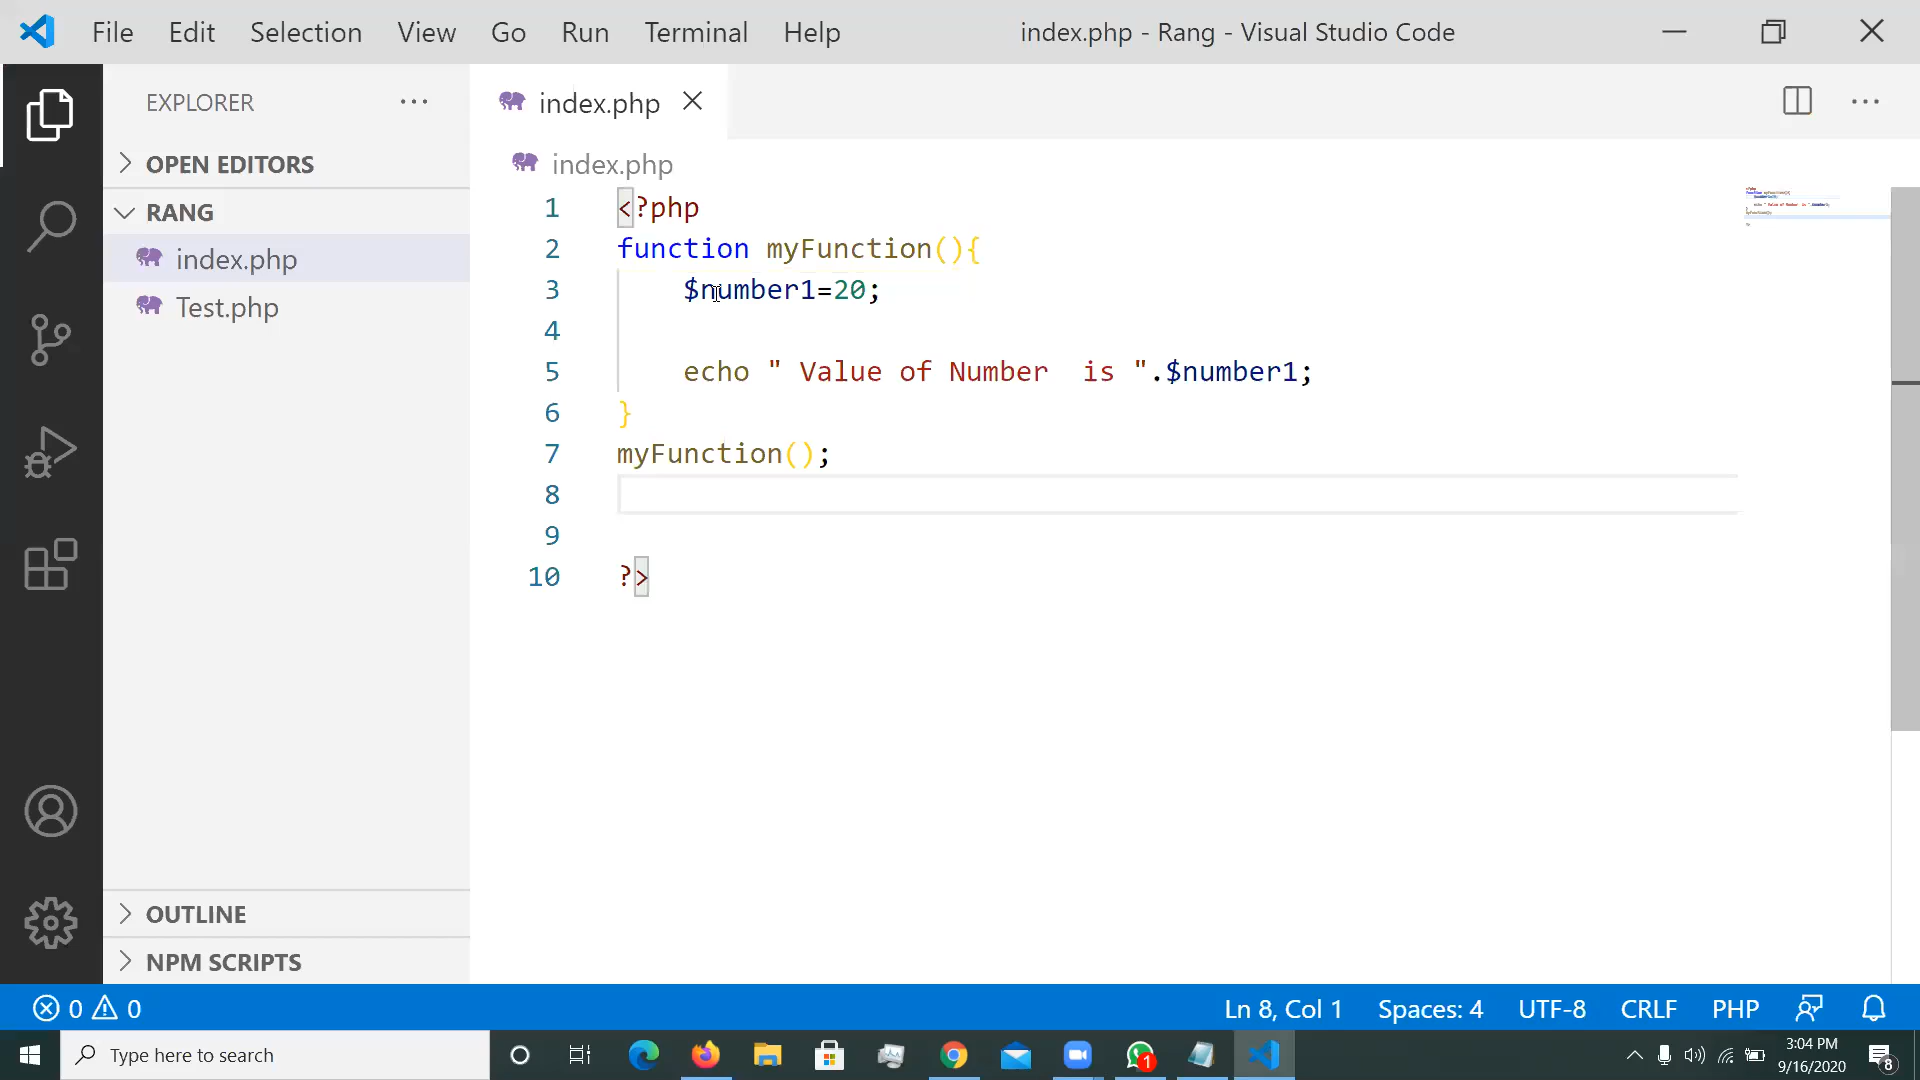 File Edit Selection View Go Run Terminal Help index.php - Rang - Visual Studio Code
EXPLORER
OPEN EDITORS
RANG
index.php
Test.php
OUTLINE
NPM SCRIPTS
index.php
index.php
1 <?php
2 function myFunction(){
3 $number1=20;
4
5 echo " Value of Number  is ".$number1;
6 }
7 myFunction();
8
9
10 ?>
0 0 Ln 8, Col 1 Spaces: 4 UTF-8 CRLF PHP
Type here to search
1
3:04 PM
9/16/2020
8